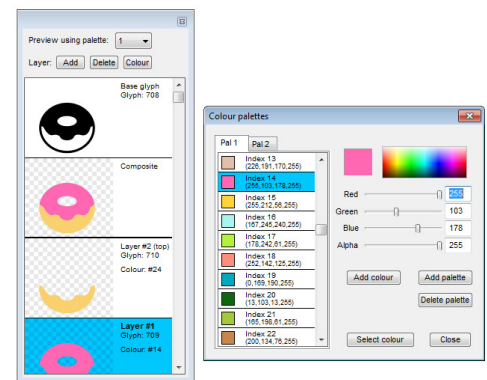 Preview using palette: 1
Layer: Add Delete Colour
Base glyph
Glyph: 708
Composite
Layer #2 (top)
Glyph: 710
Colour: #24
Layer #1
Glyph: 709
Colour: #14
Colour palettes
Pal 1 Pal 2
Index 13
(226,191,170,255)
Index 14
(255,103,178,255)
Index 15
(255,212,56,255)
Index 16
(167,245,240,255)
Index 17
(178,242,61,255)
Index 18
(252,142,125,255)
Index 19
(0,169,190,255)
Index 20
(13,103,13,255)
Index 21
(165,198,61,255)
Index 22
(200,134,76,255)
Red 255
Green 103
Blue 178
Alpha 255
Add colour Add palette
Delete palette
Select colour Close